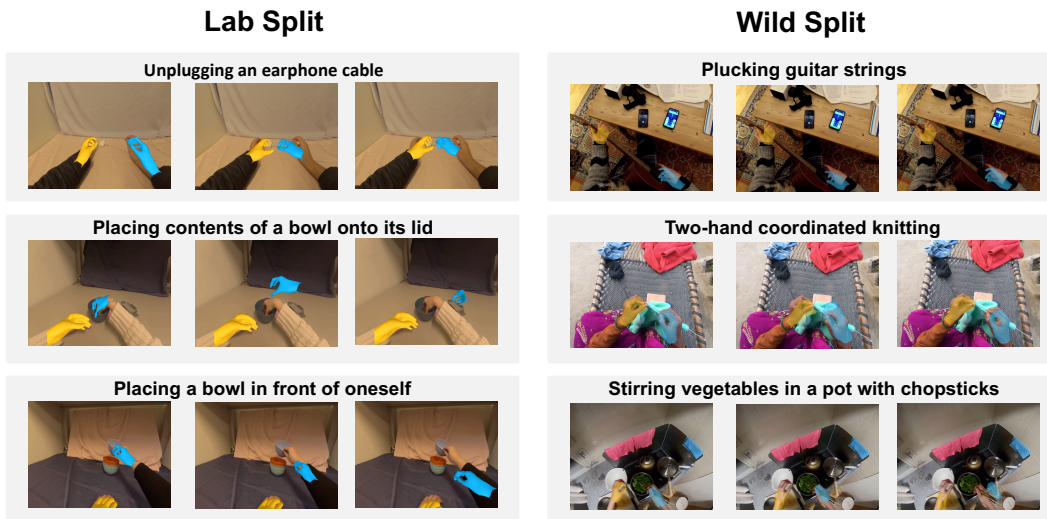 Lab Split
Wild Split
Unplugging an earphone cable
Plucking guitar strings
Placing contents of a bowl onto its lid
Two-hand coordinated knitting
Placing a bowl in front of oneself
Stirring vegetables in a pot with chopsticks